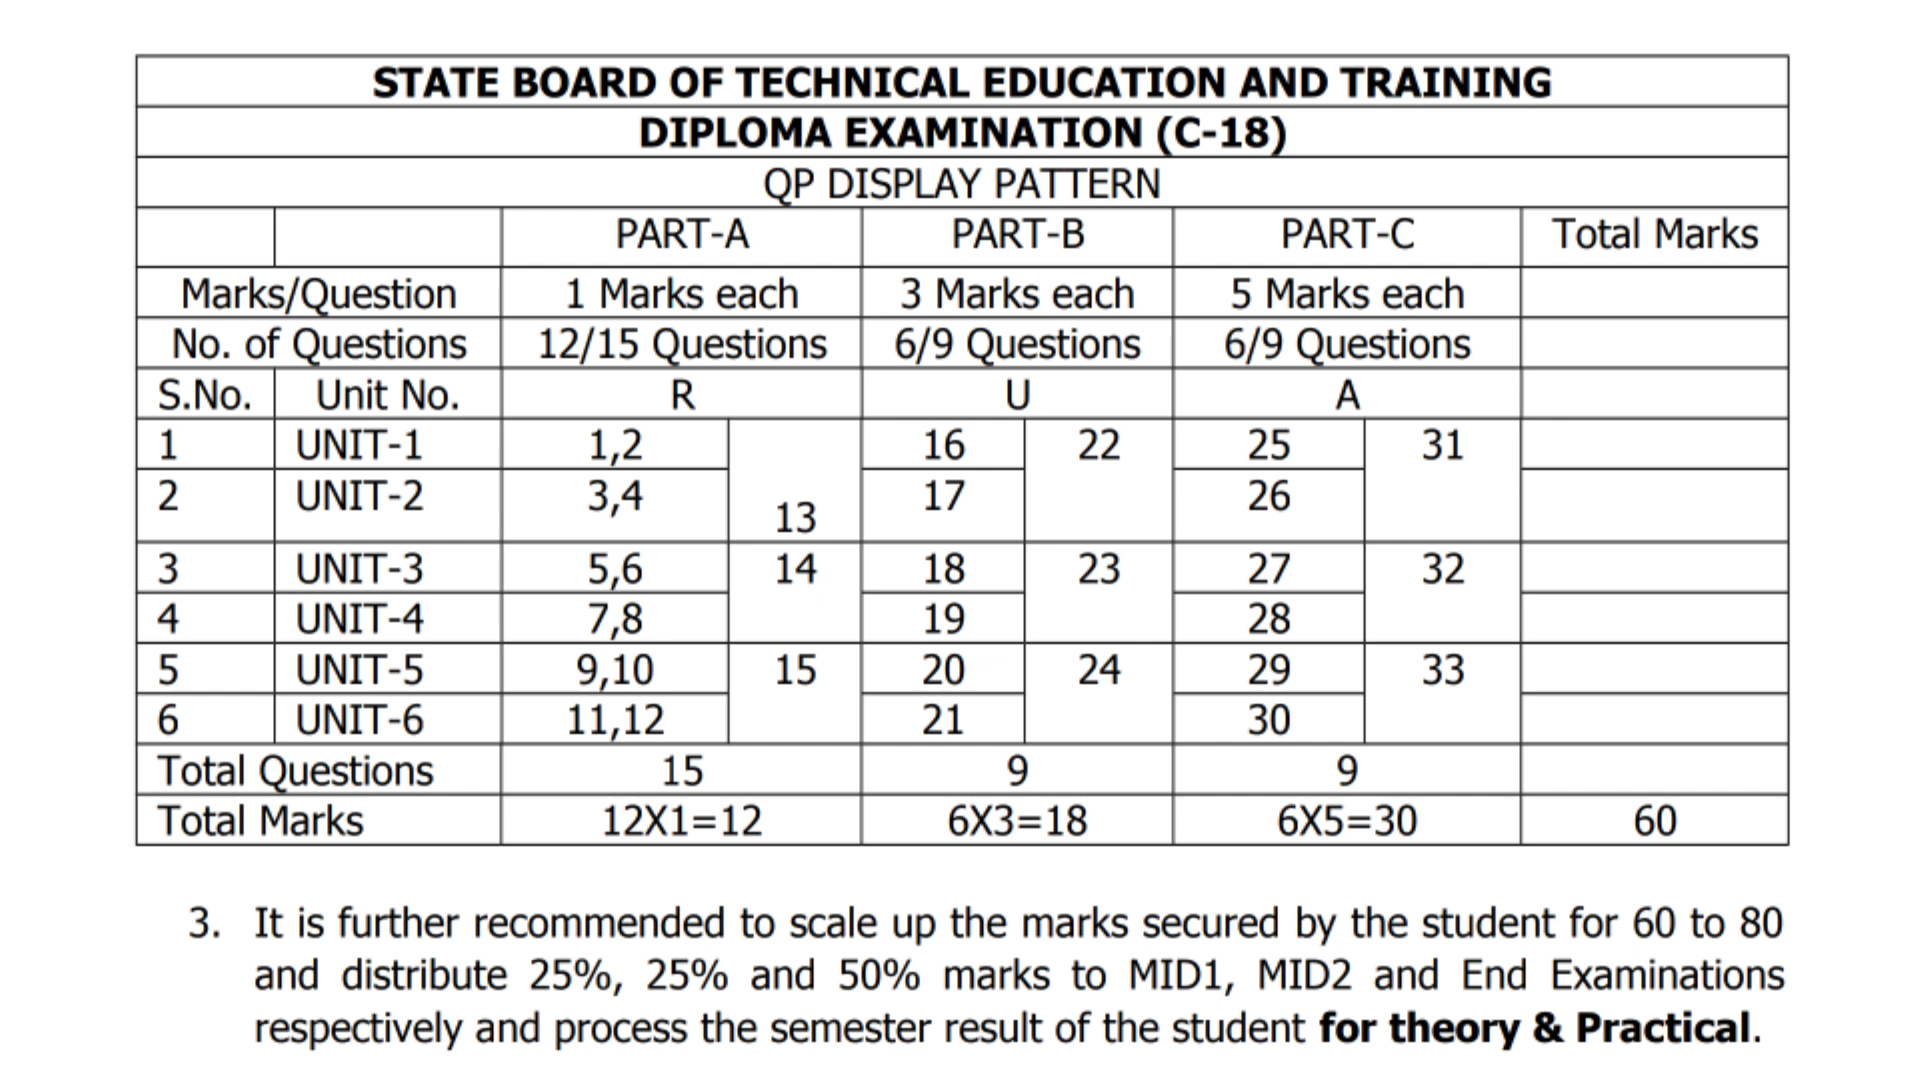 STATE BOARD OF TECHNICAL EDUCATION AND TRAINING
DIPLOMA EXAMINATION (C-18)
QP DISPLAY PATTERN
PART-A PART-B PART-C Total Marks
Marks/Question 1 Marks each 3 Marks each 5 Marks each
No. of Questions 12/15 Questions 6/9 Questions 6/9 Questions
S.No. Unit No. R U A
1 UNIT-1 1,2 16 22 25 31
2 UNIT-2 3,4 13 17 26
3 UNIT-3 5,6 14 18 23 27 32
4 UNIT-4 7,8 19 28
5 UNIT-5 9,10 15 20 24 29 33
6 UNIT-6 11,12 21 30
Total Questions 15 9 9
Total Marks 12X1=12 6X3=18 6X5=30 60
3. It is further recommended to scale up the marks secured by the student for 60 to 80
and distribute 25%, 25% and 50% marks to MID1, MID2 and End Examinations
respectively and process the semester result of the student for theory & Practical.